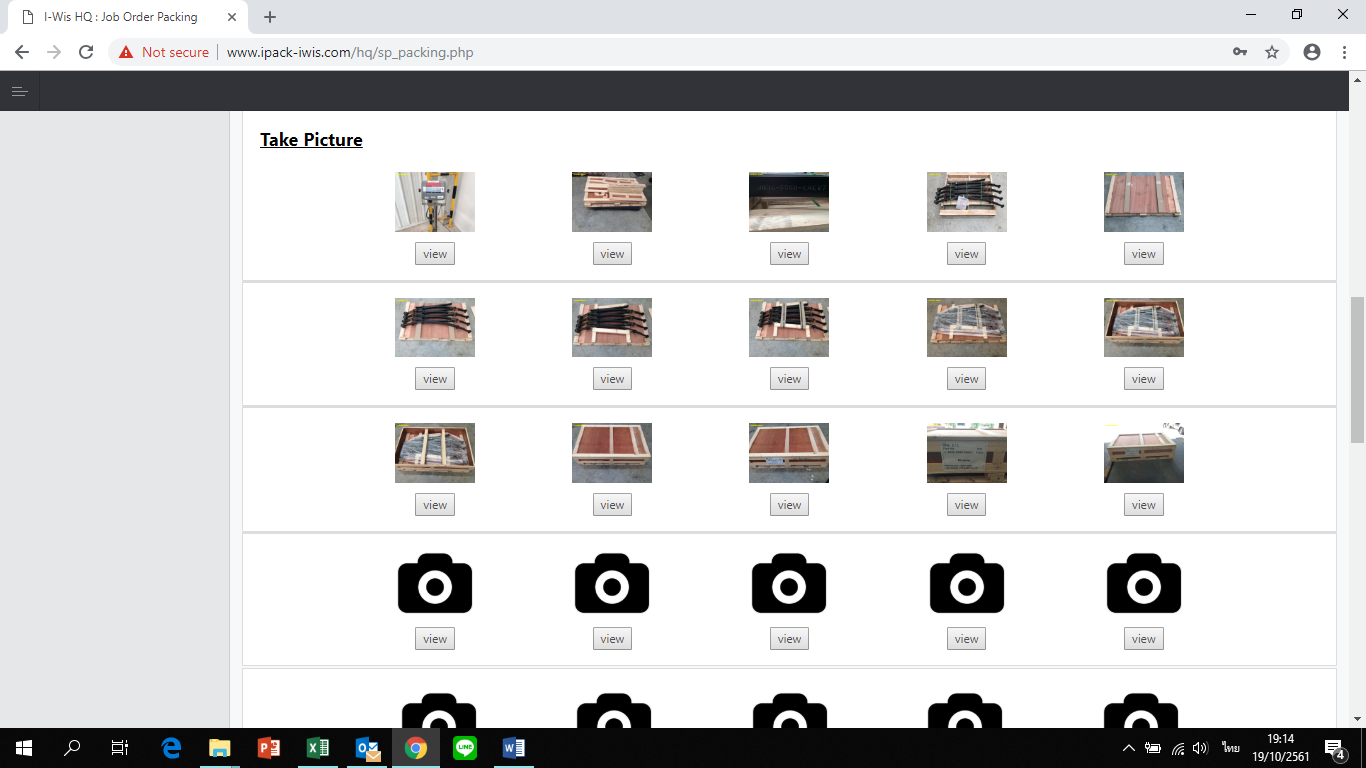 I-Wis HQ : Job Order Packing
Not secure
www.ipack-iwis.com/hq/sp_packing.php
Take Picture
view view view view view
view view view view view
view view view view view
view view view view view
19:14
ไทย
19/10/2561
4